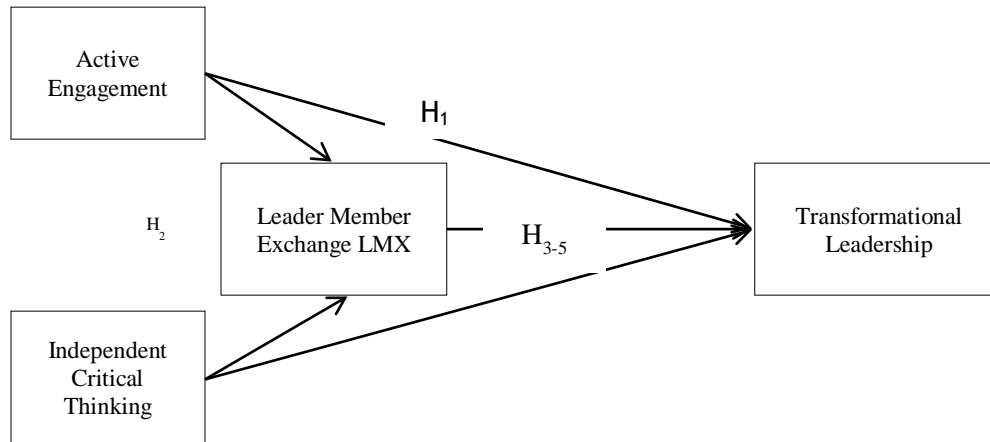 Active
Engagement
H₁
Leader Member
Exchange LMX
H₂
H₃₋₅
Transformational
Leadership
Independent
Critical
Thinking